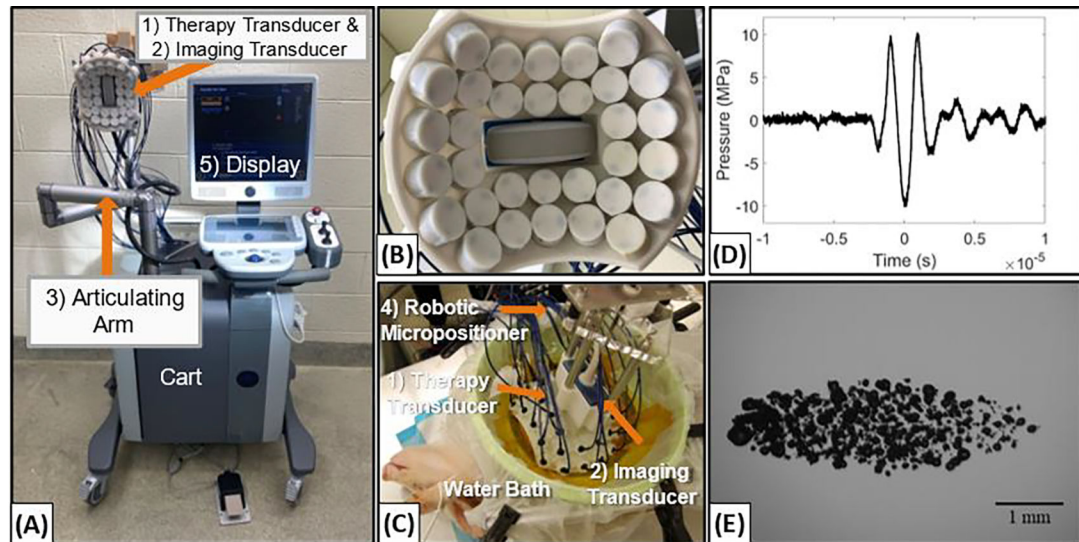 1) Therapy Transducer &
2) Imaging Transducer
5) Display
3) Articulating
Arm
Cart
(A)
(B)
4) Robotic
Micropositioner
1) Therapy
Transducer
2) Imaging
Transducer
Water Bath
(C)
Pressure (MPa)
10
5
0
-5
-10
-1
-0.5
0
0.5
1
Time (s)
×10⁻⁵
(D)
1 mm
(E)